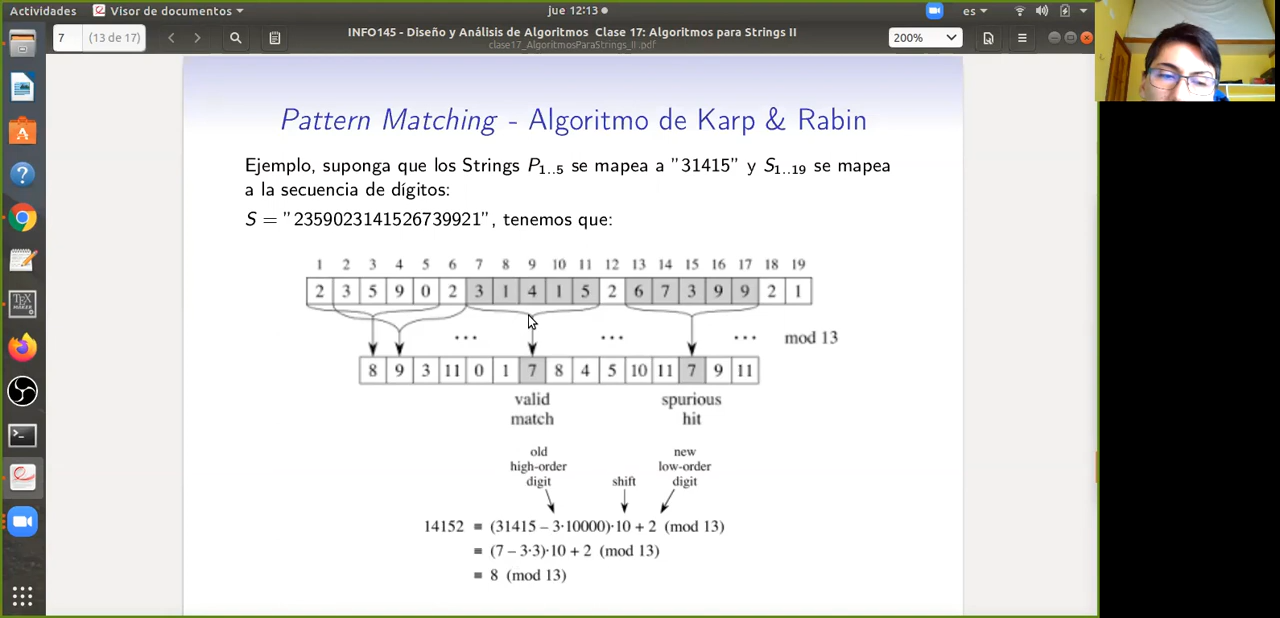 Actividades Visor de documentos jue 12:13 es
7 (13 de 17) INFO145 - Diseño y Análisis de Algoritmos Clase 17: Algoritmos para Strings II 200%
clase17_AlgoritmosParaStrings_II.pdf
Pattern Matching - Algoritmo de Karp & Rabin
Ejemplo, suponga que los Strings P1..5 se mapea a "31415" y S1..19 se mapea
a la secuencia de dígitos:
S = "2359023141526739921", tenemos que:
1 2 3 4 5 6 7 8 9 10 11 12 13 14 15 16 17 18 19
2 3 5 9 0 2 3 1 4 1 5 2 6 7 3 9 9 2 1
... ... ... mod 13
8 9 3 11 0 1 7 8 4 5 10 11 7 9 11
valid spurious
match hit
old new
high-order low-order
digit shift digit
14152 ≡ (31415 – 3·10000)·10 + 2 (mod 13)
≡ (7 – 3·3)·10 + 2 (mod 13)
≡ 8 (mod 13)